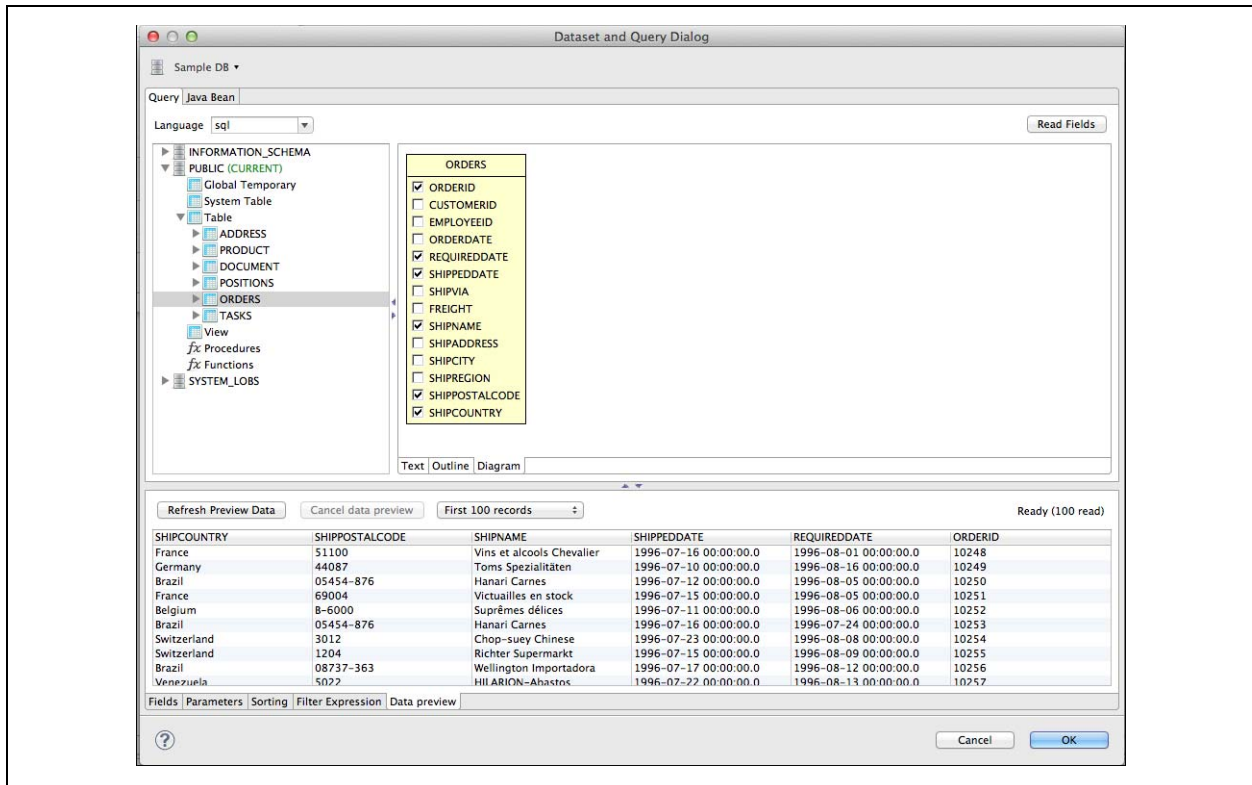 Dataset and Query Dialog
Sample DB
Query Java Bean
Language sql
Read Fields
INFORMATION_SCHEMA
PUBLIC (CURRENT)
Global Temporary
System Table
Table
ADDRESS
PRODUCT
DOCUMENT
POSITIONS
ORDERS
TASKS
View
fx Procedures
fx Functions
SYSTEM_LOBS
ORDERS
ORDERID
CUSTOMERID
EMPLOYEEID
ORDERDATE
REQUIREDDATE
SHIPPEDDATE
SHIPVIA
FREIGHT
SHIPNAME
SHIPADDRESS
SHIPCITY
SHIPREGION
SHIPPOSTALCODE
SHIPCOUNTRY
Text Outline Diagram
Refresh Preview Data Cancel data preview First 100 records Ready (100 read)
SHIPCOUNTRY SHIPPOSTALCODE SHIPNAME SHIPPEDDATE REQUIREDDATE ORDERID
France 51100 Vins et alcools Chevalier 1996-07-16 00:00:00.0 1996-08-01 00:00:00.0 10248
Germany 44087 Toms Spezialitäten 1996-07-10 00:00:00.0 1996-08-16 00:00:00.0 10249
Brazil 05454-876 Hanari Carnes 1996-07-12 00:00:00.0 1996-08-05 00:00:00.0 10250
France 69004 Victuailles en stock 1996-07-15 00:00:00.0 1996-08-05 00:00:00.0 10251
Belgium B-6000 Suprêmes délices 1996-07-11 00:00:00.0 1996-08-06 00:00:00.0 10252
Brazil 05454-876 Hanari Carnes 1996-07-16 00:00:00.0 1996-07-24 00:00:00.0 10253
Switzerland 3012 Chop-suey Chinese 1996-07-23 00:00:00.0 1996-08-08 00:00:00.0 10254
Switzerland 1204 Richter Supermarkt 1996-07-15 00:00:00.0 1996-08-09 00:00:00.0 10255
Brazil 08737-363 Wellington Importadora 1996-07-17 00:00:00.0 1996-08-12 00:00:00.0 10256
Venezuela 5022 HILARION-Abastos 1996-07-22 00:00:00.0 1996-08-13 00:00:00.0 10257
Fields Parameters Sorting Filter Expression Data preview
? Cancel OK